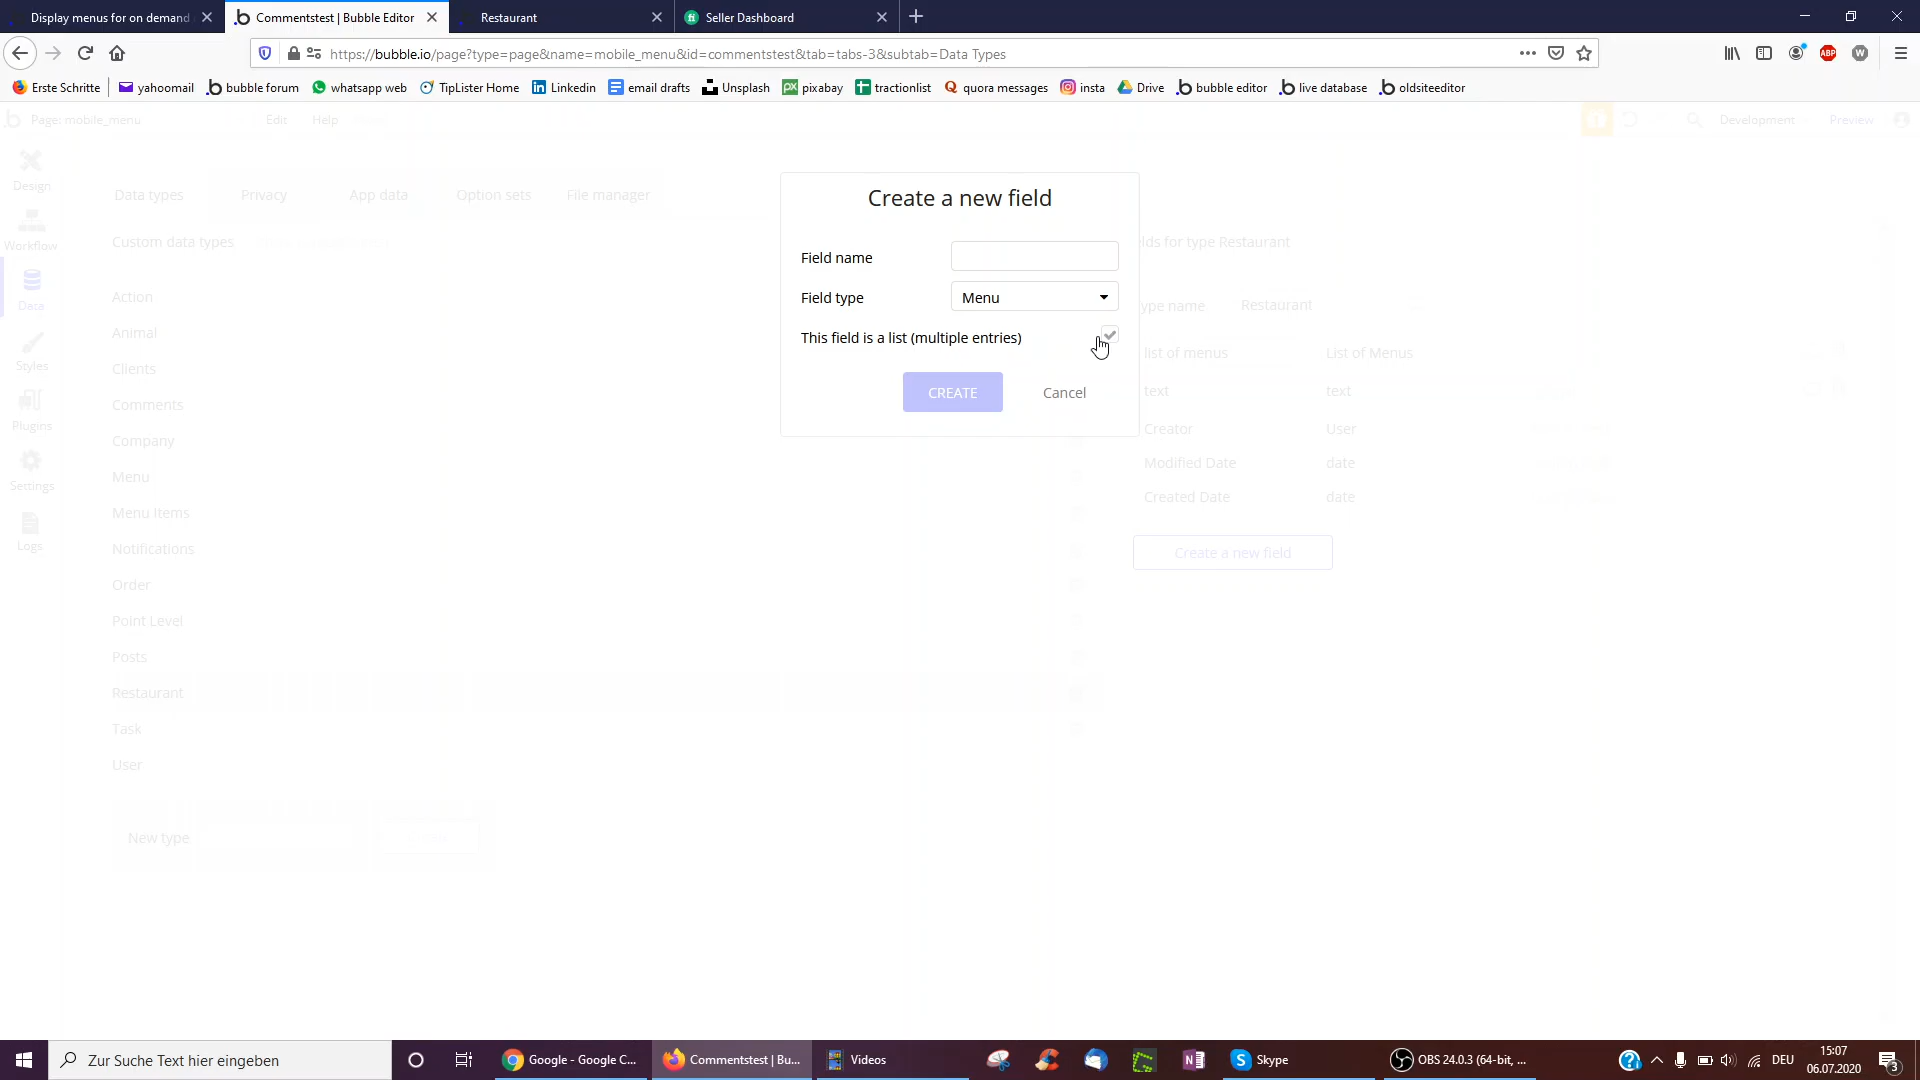 Display menus for on demand
Commentstest | Bubble Editor
Restaurant
Seller Dashboard
https://bubble.io/page?type=page&name=mobile_menu&id=commentstest&tab=tabs-3&subtab=Data Types
Erste Schritte
yahoomail
bubble forum
whatsapp web
TipLister Home
Linkedin
email drafts
Unsplash
pixabay
tractionlist
quora messages
insta
Drive
bubble editor
live database
oldsiteeditor
ABP
W
Page: mobile_menu
Edit
Help
Development
Preview
Design
Workflow
Data
Styles
Plugins
Settings
Logs
Data types
Privacy
App data
Option sets
File manager
Custom data types
Action
Animal
Clients
Comments
Company
Menu
Menu Items
Notifications
Order
Point Level
Posts
Restaurant
Task
User
New type
Create a new field
Field name
Field type
Menu
This field is a list (multiple entries)
CREATE
Cancel
lds for type Restaurant
ype name
Restaurant
list of menus
List of Menus
text
text
Creator
User
Modified Date
date
Created Date
date
Create a new field
Zur Suche Text hier eingeben
Google - Google C...
Commentstest | Bu...
Videos
Skype
OBS 24.0.3 (64-bit, ...
DEU
15:07
06.07.2020
3